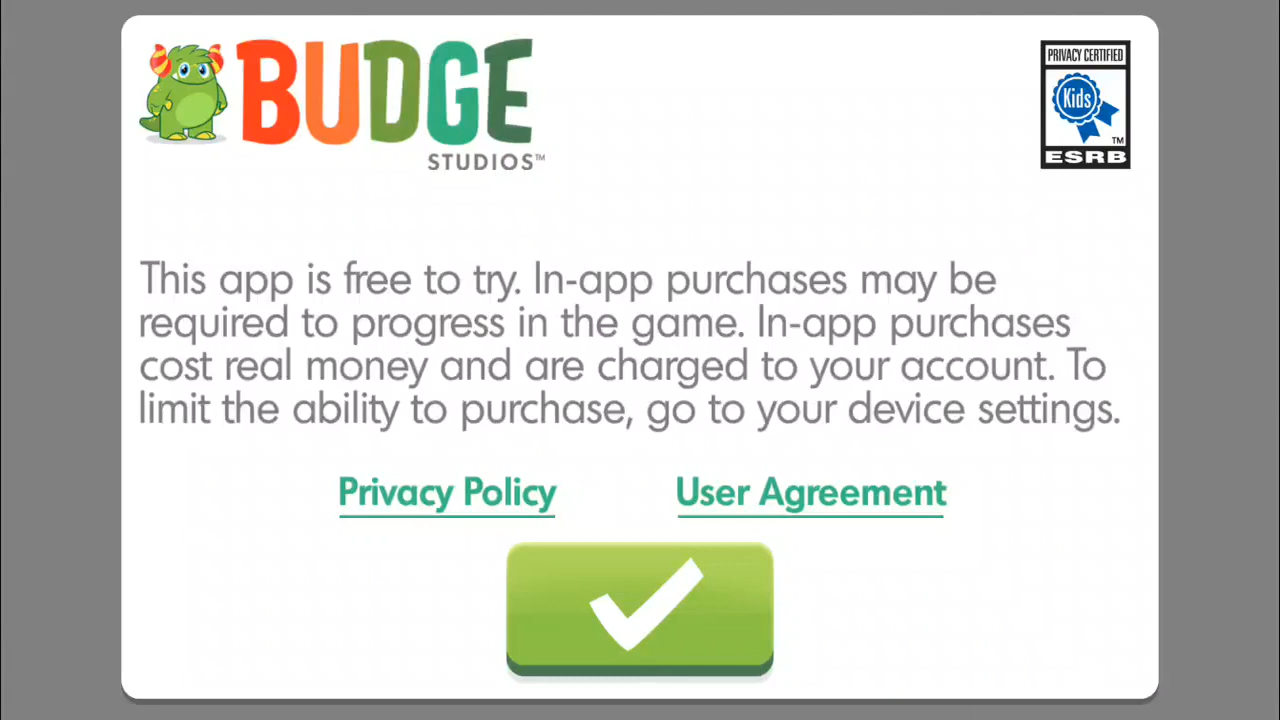 BUDGE
STUDIOS™
PRIVACY CERTIFIED
Kids
™
ESRB
This app is free to try. In-app purchases may be
required to progress in the game. In-app purchases
cost real money and are charged to your account. To
limit the ability to purchase, go to your device settings.
Privacy Policy
User Agreement